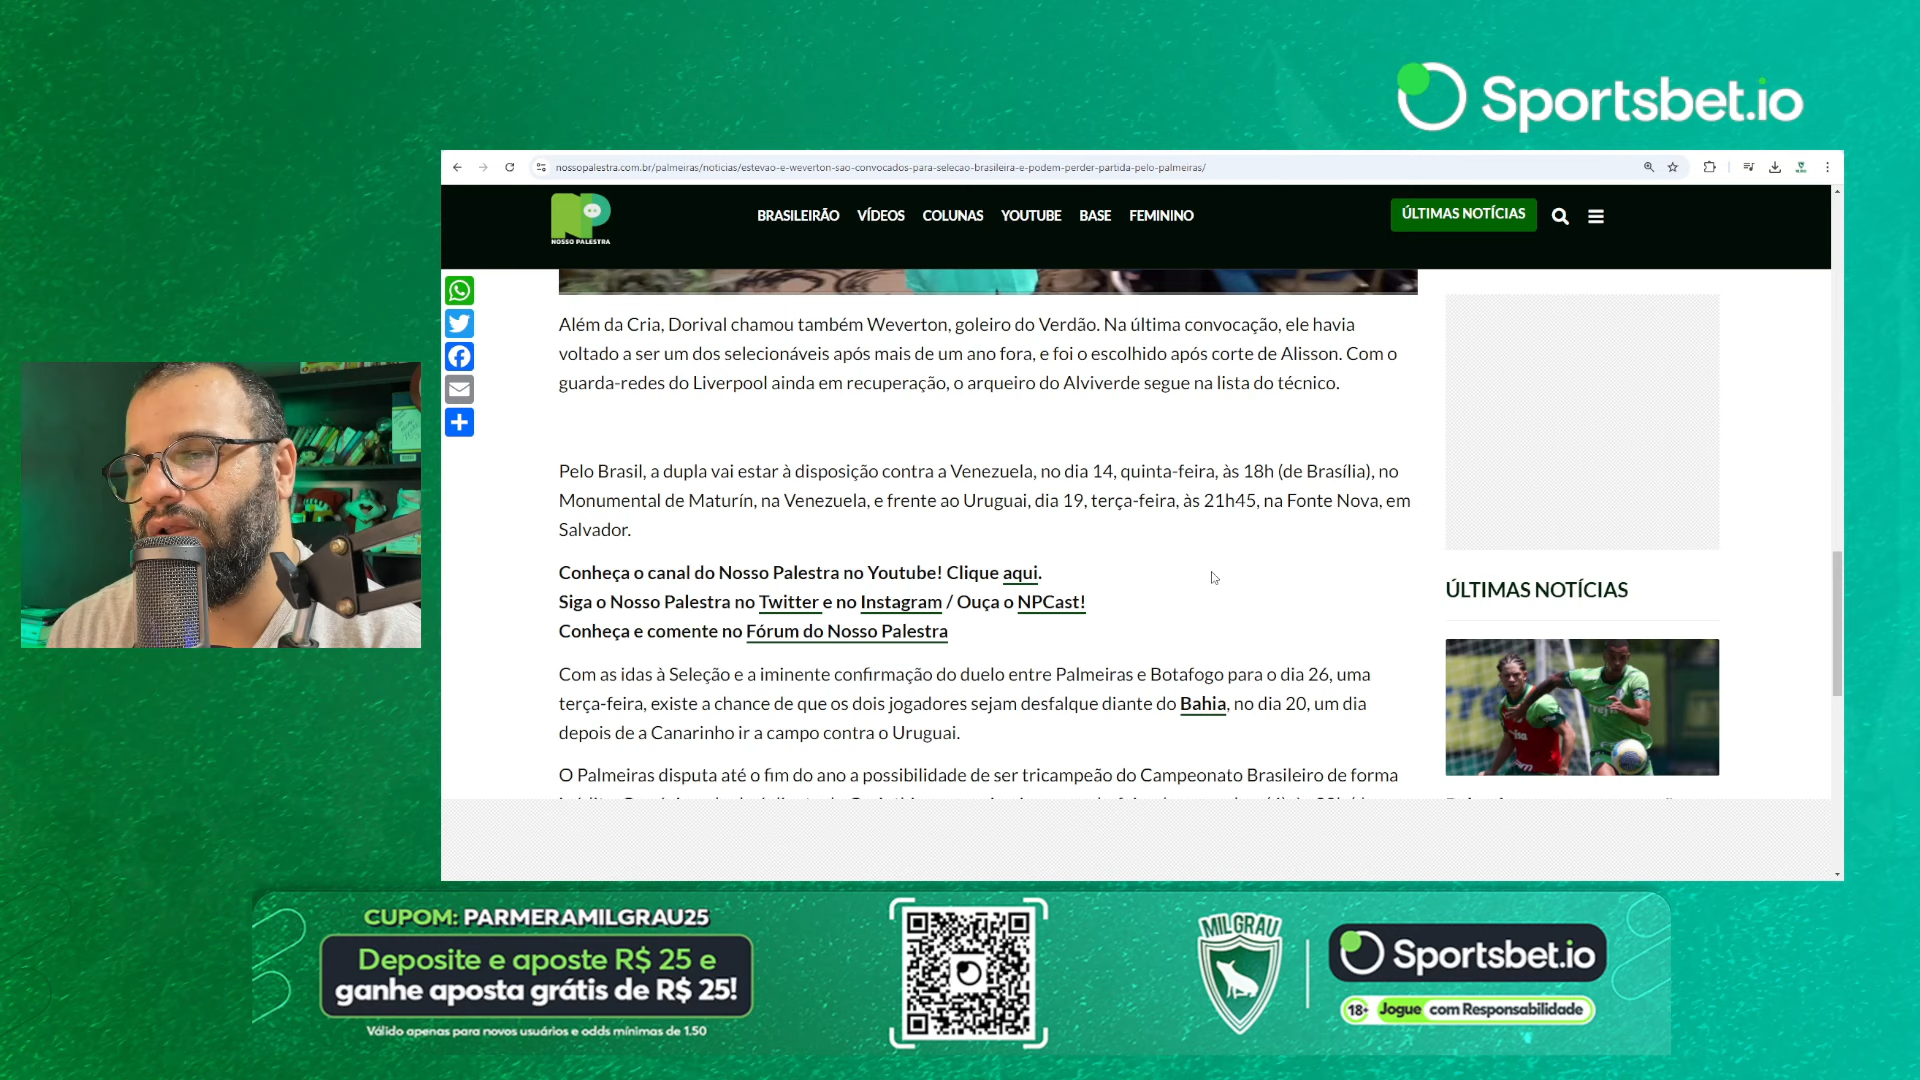 Sportsbet.io
nossopalestra.com.br/palmeiras/noticias/estevao-e-weverton-sao-convocados-para-selecao-brasileira-e-podem-perder-partida-pelo-palmeiras/
NP
NOSSO PALESTRA
BRASILEIRÃO VÍDEOS COLUNAS YOUTUBE BASE FEMININO
ÚLTIMAS NOTÍCIAS
Além da Cria, Dorival chamou também Weverton, goleiro do Verdão. Na última convocação, ele havia
voltado a ser um dos selecionáveis após mais de um ano fora, e foi o escolhido após corte de Alisson. Com o
guarda-redes do Liverpool ainda em recuperação, o arqueiro do Alviverde segue na lista do técnico.
Pelo Brasil, a dupla vai estar à disposição contra a Venezuela, no dia 14, quinta-feira, às 18h (de Brasília), no
Monumental de Maturín, na Venezuela, e frente ao Uruguai, dia 19, terça-feira, às 21h45, na Fonte Nova, em
Salvador.
Conheça o canal do Nosso Palestra no Youtube! Clique aqui.
Siga o Nosso Palestra no Twitter e no Instagram / Ouça o NPCast!
Conheça e comente no Fórum do Nosso Palestra
Com as idas à Seleção e a iminente confirmação do duelo entre Palmeiras e Botafogo para o dia 26, uma
terça-feira, existe a chance de que os dois jogadores sejam desfalque diante do Bahia, no dia 20, um dia
depois de a Canarinho ir a campo contra o Uruguai.
O Palmeiras disputa até o fim do ano a possibilidade de ser tricampeão do Campeonato Brasileiro de forma
ÚLTIMAS NOTÍCIAS
CUPOM: PARMERAMILGRAU25
Deposite e aposte R$ 25 e
ganhe aposta grátis de R$ 25!
Válido apenas para novos usuários e odds mínimas de 1.50
MIL GRAU
Sportsbet.io
18+ Jogue com Responsabilidade